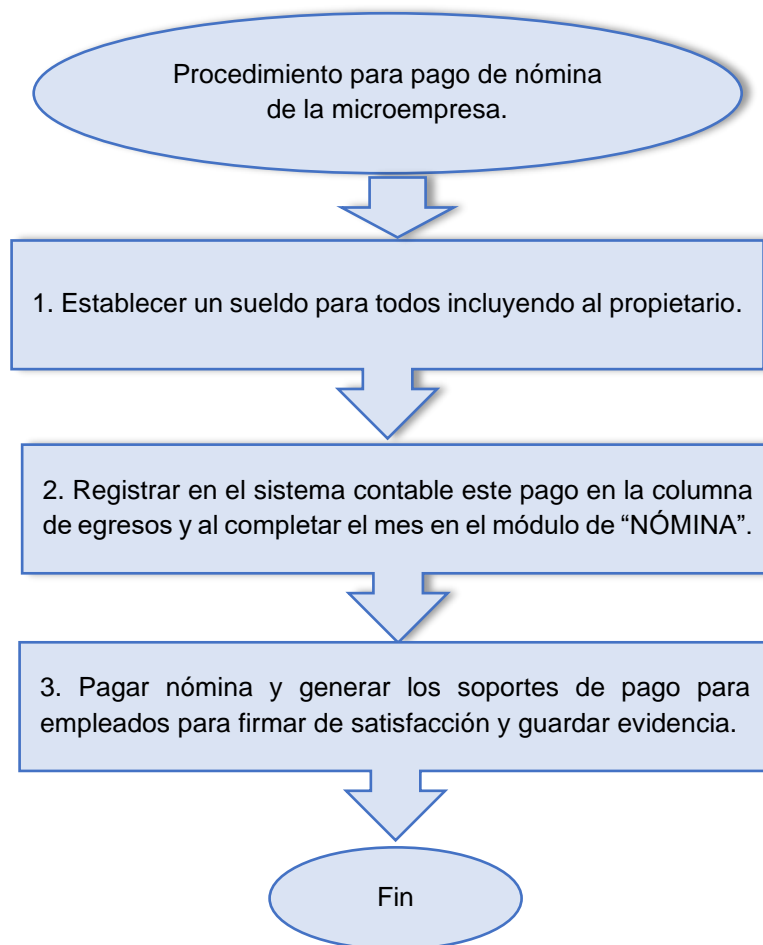 Procedimiento para pago de nómina
de la microempresa.
1. Establecer un sueldo para todos incluyendo al propietario.
2. Registrar en el sistema contable este pago en la columna
de egresos y al completar el mes en el módulo de “NÓMINA”.
3. Pagar nómina y generar los soportes de pago para
empleados para firmar de satisfacción y guardar evidencia.
Fin